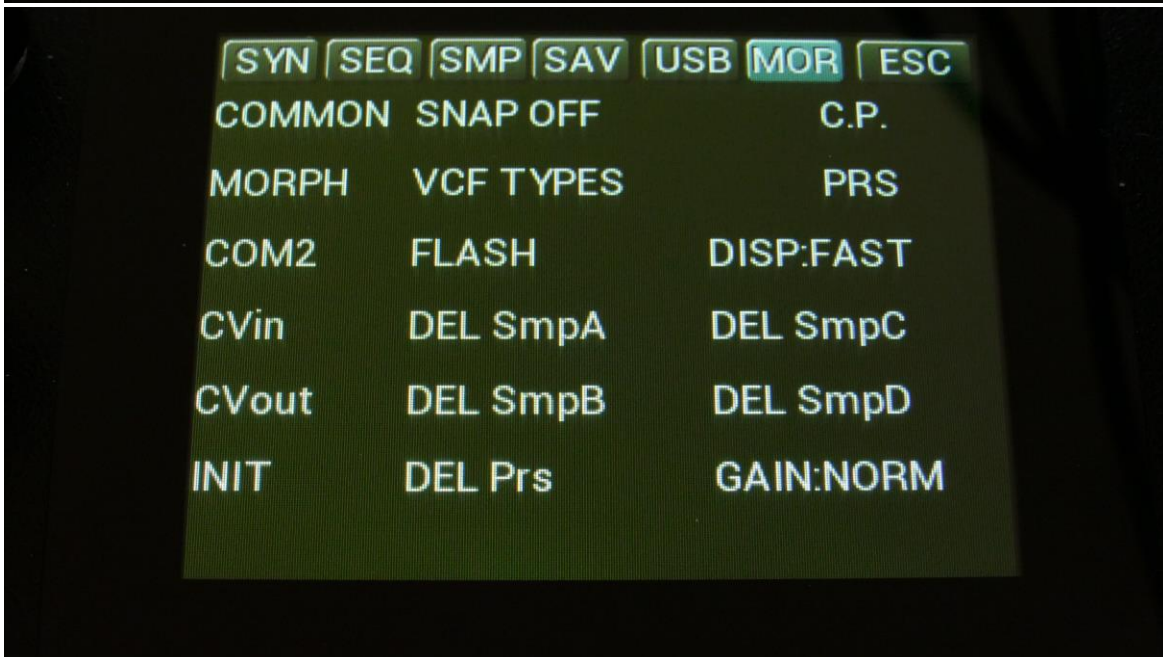 SYN SEQ SMP SAV USB MOR ESC
COMMON SNAP OFF C.P.
MORPH VCF TYPES PRS
COM2 FLASH DISP:FAST
CVin DEL SmpA DEL SmpC
CVout DEL SmpB DEL SmpD
INIT DEL Prs GAIN:NORM